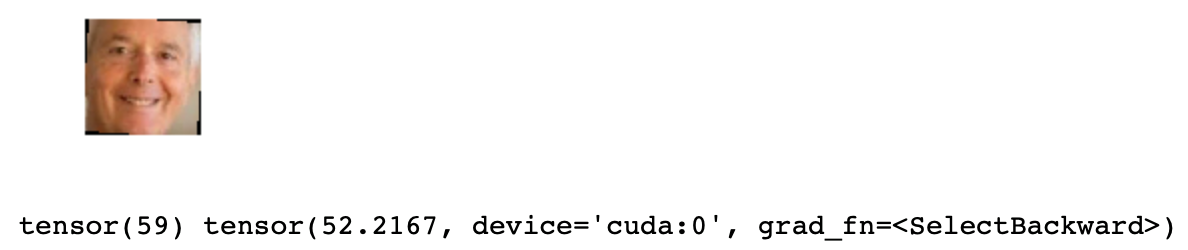 tensor(59) tensor(52.2167, device='cuda:0', grad_fn=<SelectBackward>)